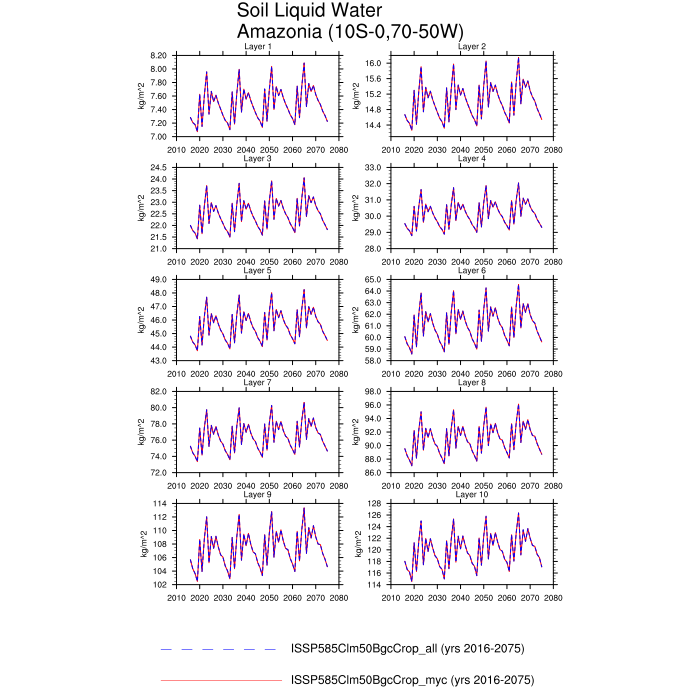 Soil Liquid Water
Amazonia (10S-0,70-50W)
Layer 1
Layer 2
8.20
8.00
7.80
7.60
7.40
7.20
7.00
kg/m^2
2010 2020 2030 2040 2050 2060 2070 2080
16.0
15.6
15.2
14.8
14.4
kg/m^2
2010 2020 2030 2040 2050 2060 2070 2080
Layer 3
Layer 4
24.5
24.0
23.5
23.0
22.5
22.0
21.5
21.0
kg/m^2
2010 2020 2030 2040 2050 2060 2070 2080
33.0
32.0
31.0
30.0
29.0
28.0
kg/m^2
2010 2020 2030 2040 2050 2060 2070 2080
Layer 5
Layer 6
49.0
48.0
47.0
46.0
45.0
44.0
43.0
kg/m^2
2010 2020 2030 2040 2050 2060 2070 2080
65.0
64.0
63.0
62.0
61.0
60.0
59.0
58.0
kg/m^2
2010 2020 2030 2040 2050 2060 2070 2080
Layer 7
Layer 8
82.0
80.0
78.0
76.0
74.0
72.0
kg/m^2
2010 2020 2030 2040 2050 2060 2070 2080
98.0
96.0
94.0
92.0
90.0
88.0
86.0
kg/m^2
2010 2020 2030 2040 2050 2060 2070 2080
Layer 9
Layer 10
114
112
110
108
106
104
102
kg/m^2
2010 2020 2030 2040 2050 2060 2070 2080
128
126
124
122
120
118
116
114
kg/m^2
2010 2020 2030 2040 2050 2060 2070 2080
ISSP585Clm50BgcCrop_all (yrs 2016-2075)
ISSP585Clm50BgcCrop_myc (yrs 2016-2075)